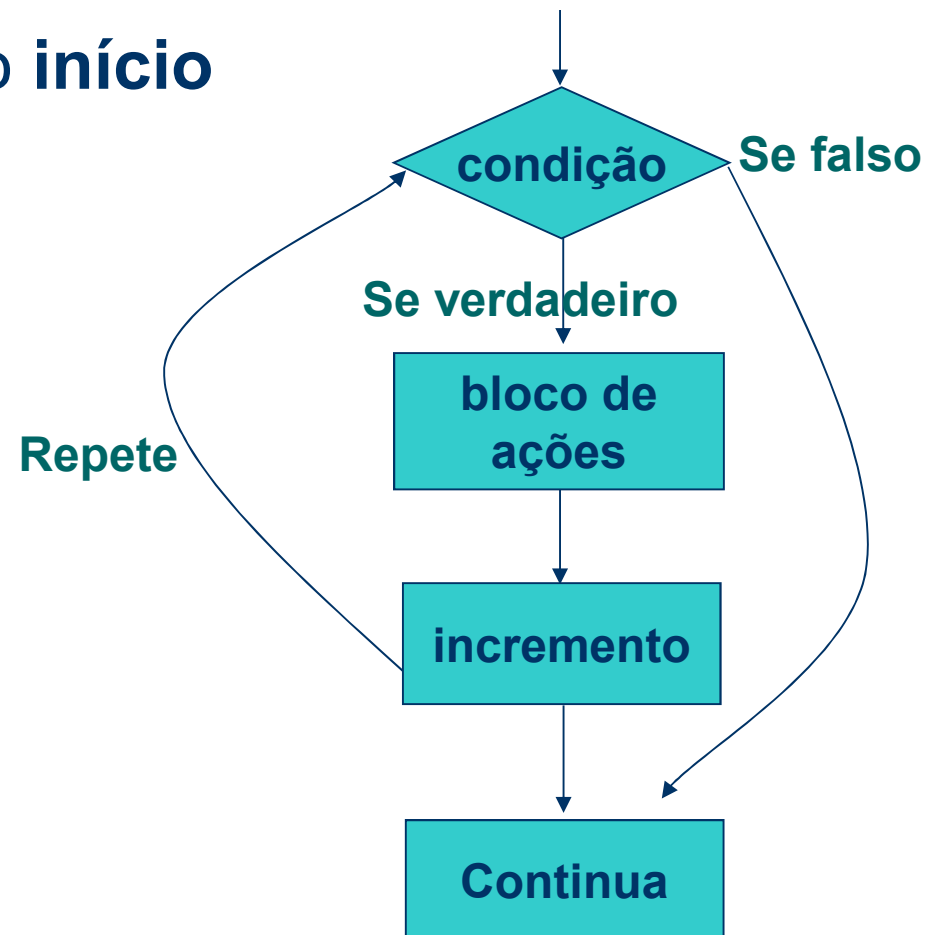 o início
condição
Se falso
Se verdadeiro
bloco de
ações
Repete
incremento
Continua